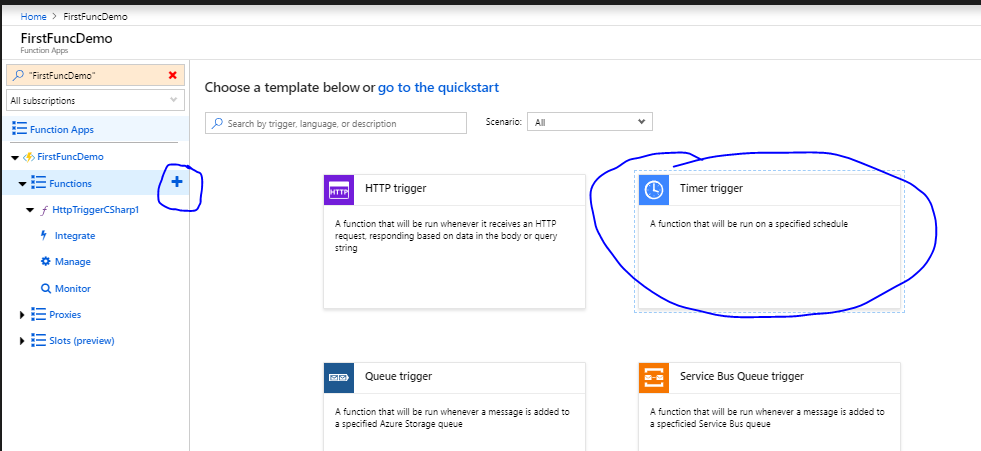 Home > FirstFuncDemo
FirstFuncDemo
Function Apps
"FirstFuncDemo"
All subscriptions
Function Apps
FirstFuncDemo
Functions
HttpTriggerCSharp1
Integrate
Manage
Monitor
Proxies
Slots (preview)
Choose a template below or go to the quickstart
Search by trigger, language, or description
Scenario: All
HTTP
HTTP trigger
A function that will be run whenever it receives an HTTP
request, responding based on data in the body or query
string
Timer trigger
A function that will be run on a specified schedule
Queue trigger
A function that will be run whenever a message is added to
a specified Azure Storage queue
Service Bus Queue trigger
A function that will be run whenever a message is added to
a specficied Service Bus queue